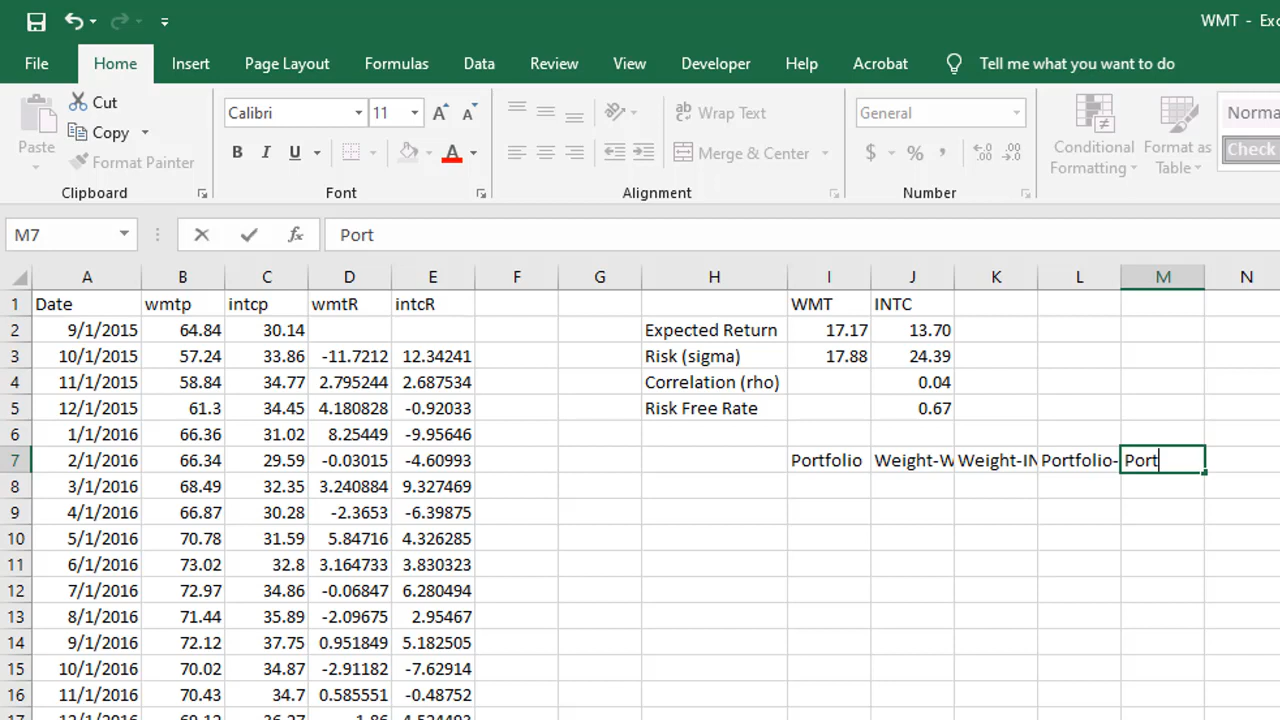 WMT - Exc
File Home Insert Page Layout Formulas Data Review View Developer Help Acrobat Tell me what you want to do
Cut
Copy
Format Painter
Paste
Calibri 11
B I U A
Wrap Text
Merge & Center
General
$ % ,
Conditional Formatting
Format as Table
Norma
Check
Clipboard Font Alignment Number
M7 fx Port
A B C D E F G H I J K L M N
1 Date wmtp intcp wmtR intcR WMT INTC
2 9/1/2015 64.84 30.14 Expected Return 17.17 13.70
3 10/1/2015 57.24 33.86 -11.7212 12.34241 Risk (sigma) 17.88 24.39
4 11/1/2015 58.84 34.77 2.795244 2.687534 Correlation (rho) 0.04
5 12/1/2015 61.3 34.45 4.180828 -0.92033 Risk Free Rate 0.67
6 1/1/2016 66.36 31.02 8.25449 -9.95646
7 2/1/2016 66.34 29.59 -0.03015 -4.60993 Portfolio Weight-W Weight-IN Portfolio- Port
8 3/1/2016 68.49 32.35 3.240884 9.327469
9 4/1/2016 66.87 30.28 -2.3653 -6.39875
10 5/1/2016 70.78 31.59 5.84716 4.326285
11 6/1/2016 73.02 32.8 3.164733 3.830323
12 7/1/2016 72.97 34.86 -0.06847 6.280494
13 8/1/2016 71.44 35.89 -2.09675 2.95467
14 9/1/2016 72.12 37.75 0.951849 5.182505
15 10/1/2016 70.02 34.87 -2.91182 -7.62914
16 11/1/2016 70.43 34.7 0.585551 -0.48752
17 12/1/2016 69.12 36.27 -1.86 4.524493